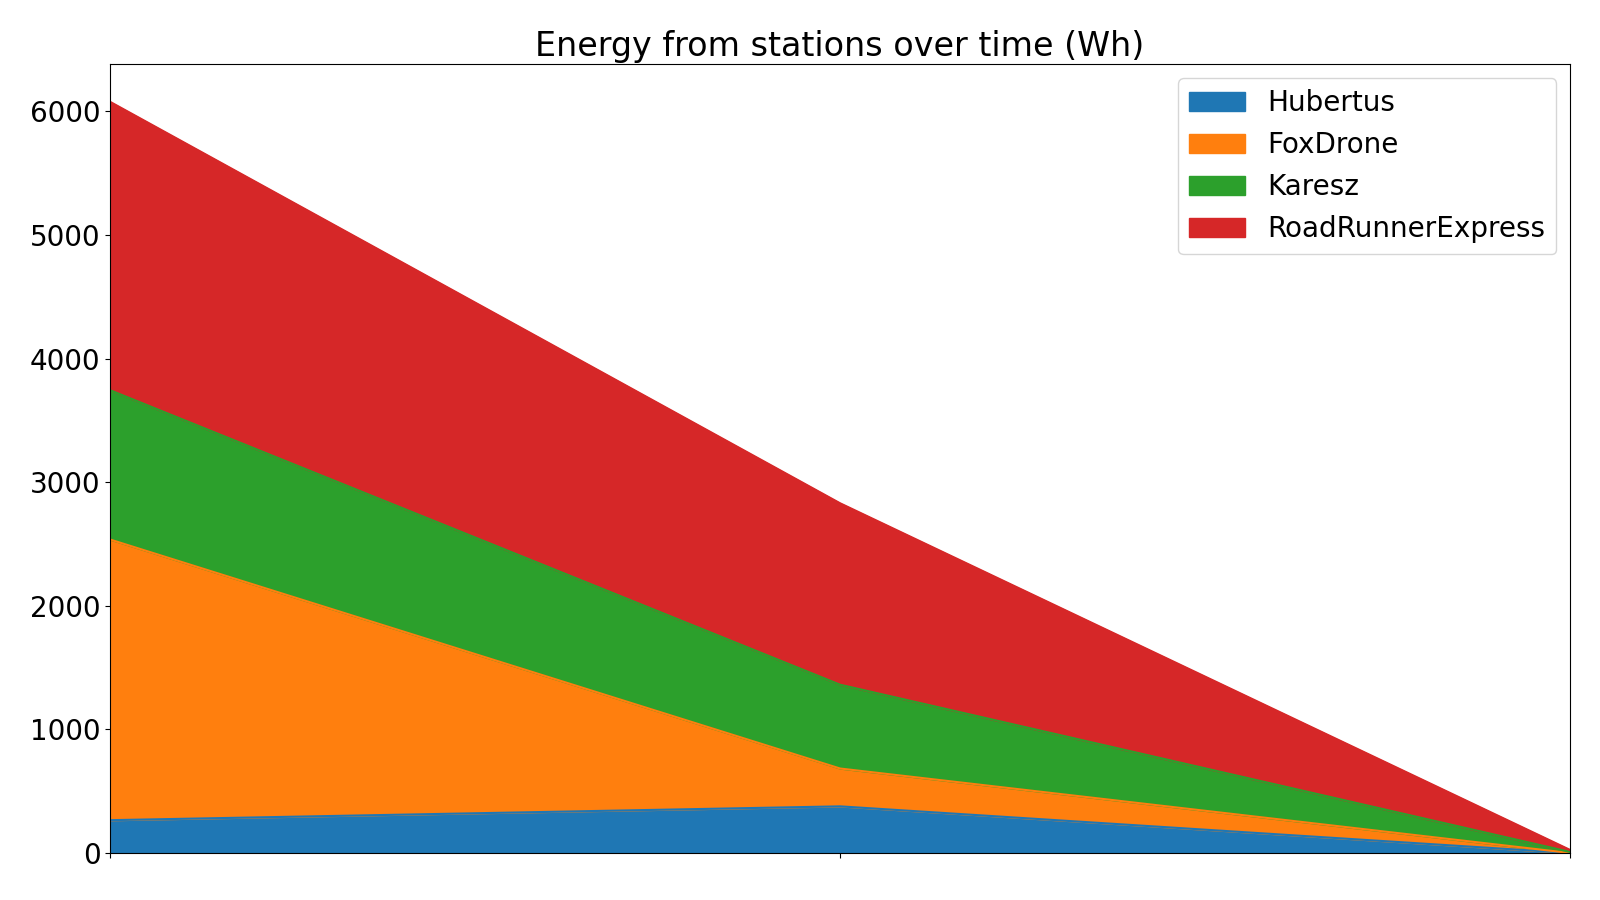 Energy from stations over time (Wh)
Hubertus
FoxDrone
Karesz
RoadRunnerExpress
6000
5000
4000
3000
2000
1000
0